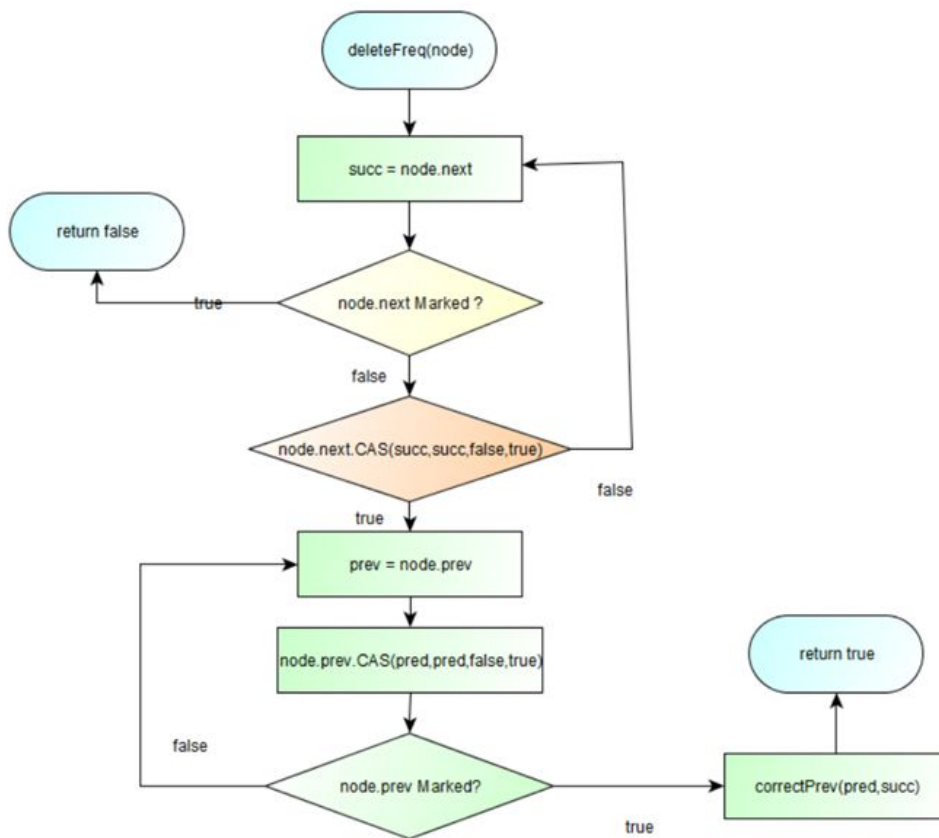 deleteFreq(node)
succ = node.next
return false
node.next Marked ?
true
false
node.next.CAS(succ,succ,false,true)
false
true
prev = node.prev
node.prev.CAS(pred,pred,false,true)
return true
false
node.prev Marked?
correctPrev(pred,succ)
true